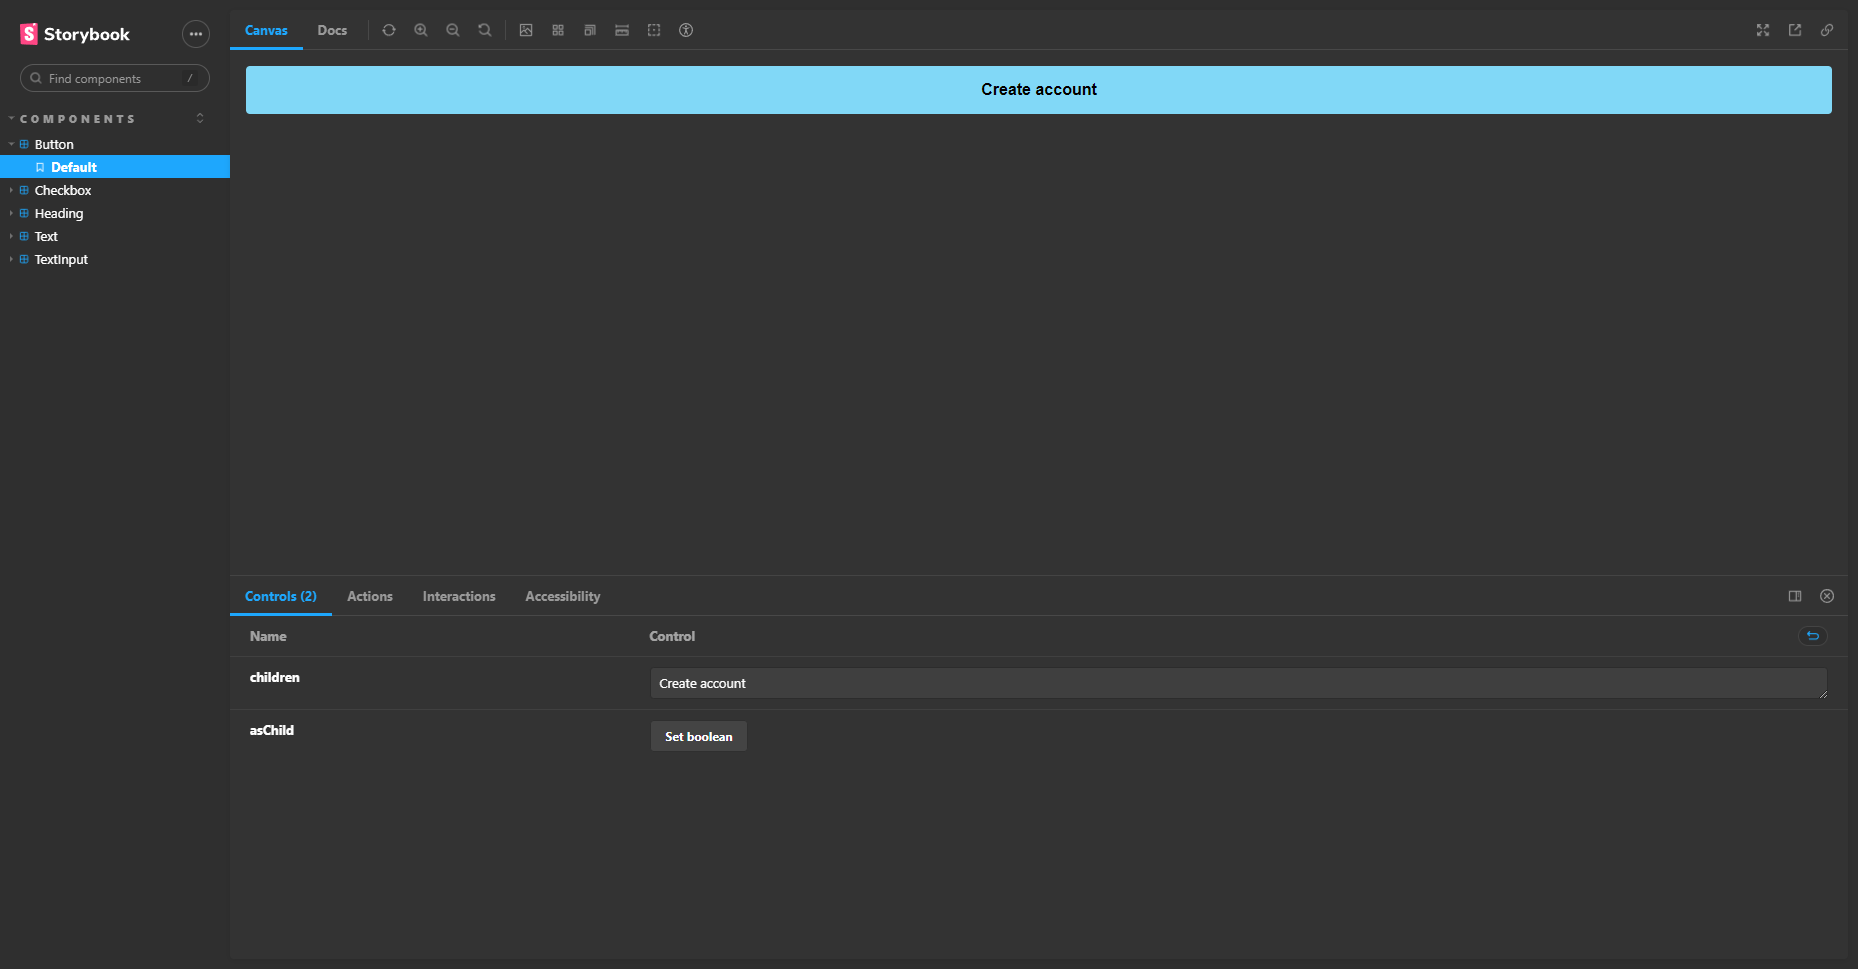 Storybook
Find components /
COMPONENTS
Button
Default
Checkbox
Heading
Text
TextInput
Canvas Docs
Create account
Controls (2) Actions Interactions Accessibility
Name Control
children Create account
asChild Set boolean